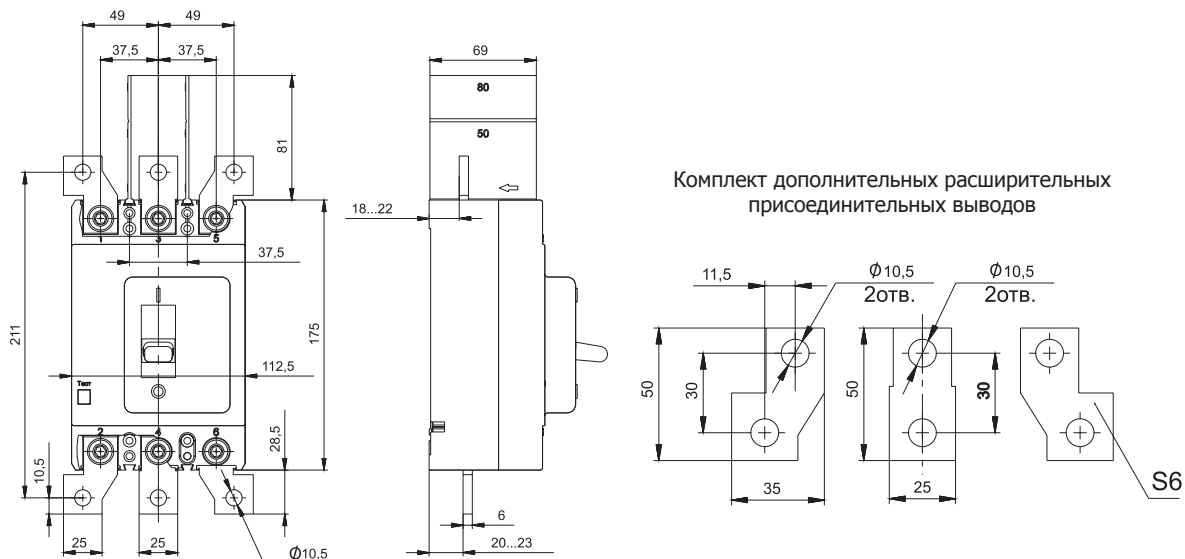 49 49
37,5 37,5
81
1 3 5
37,5
211
175
112,5
Тест
2 4 6
28,5
10,5
25 25
Ø10.5
69
80
50
18...22
6
20...23
Комплект дополнительных расширительных
присоединительных выводов
11,5
Ø10,5
2отв.
Ø10,5
2отв.
50
30
35
50
30
25
S6